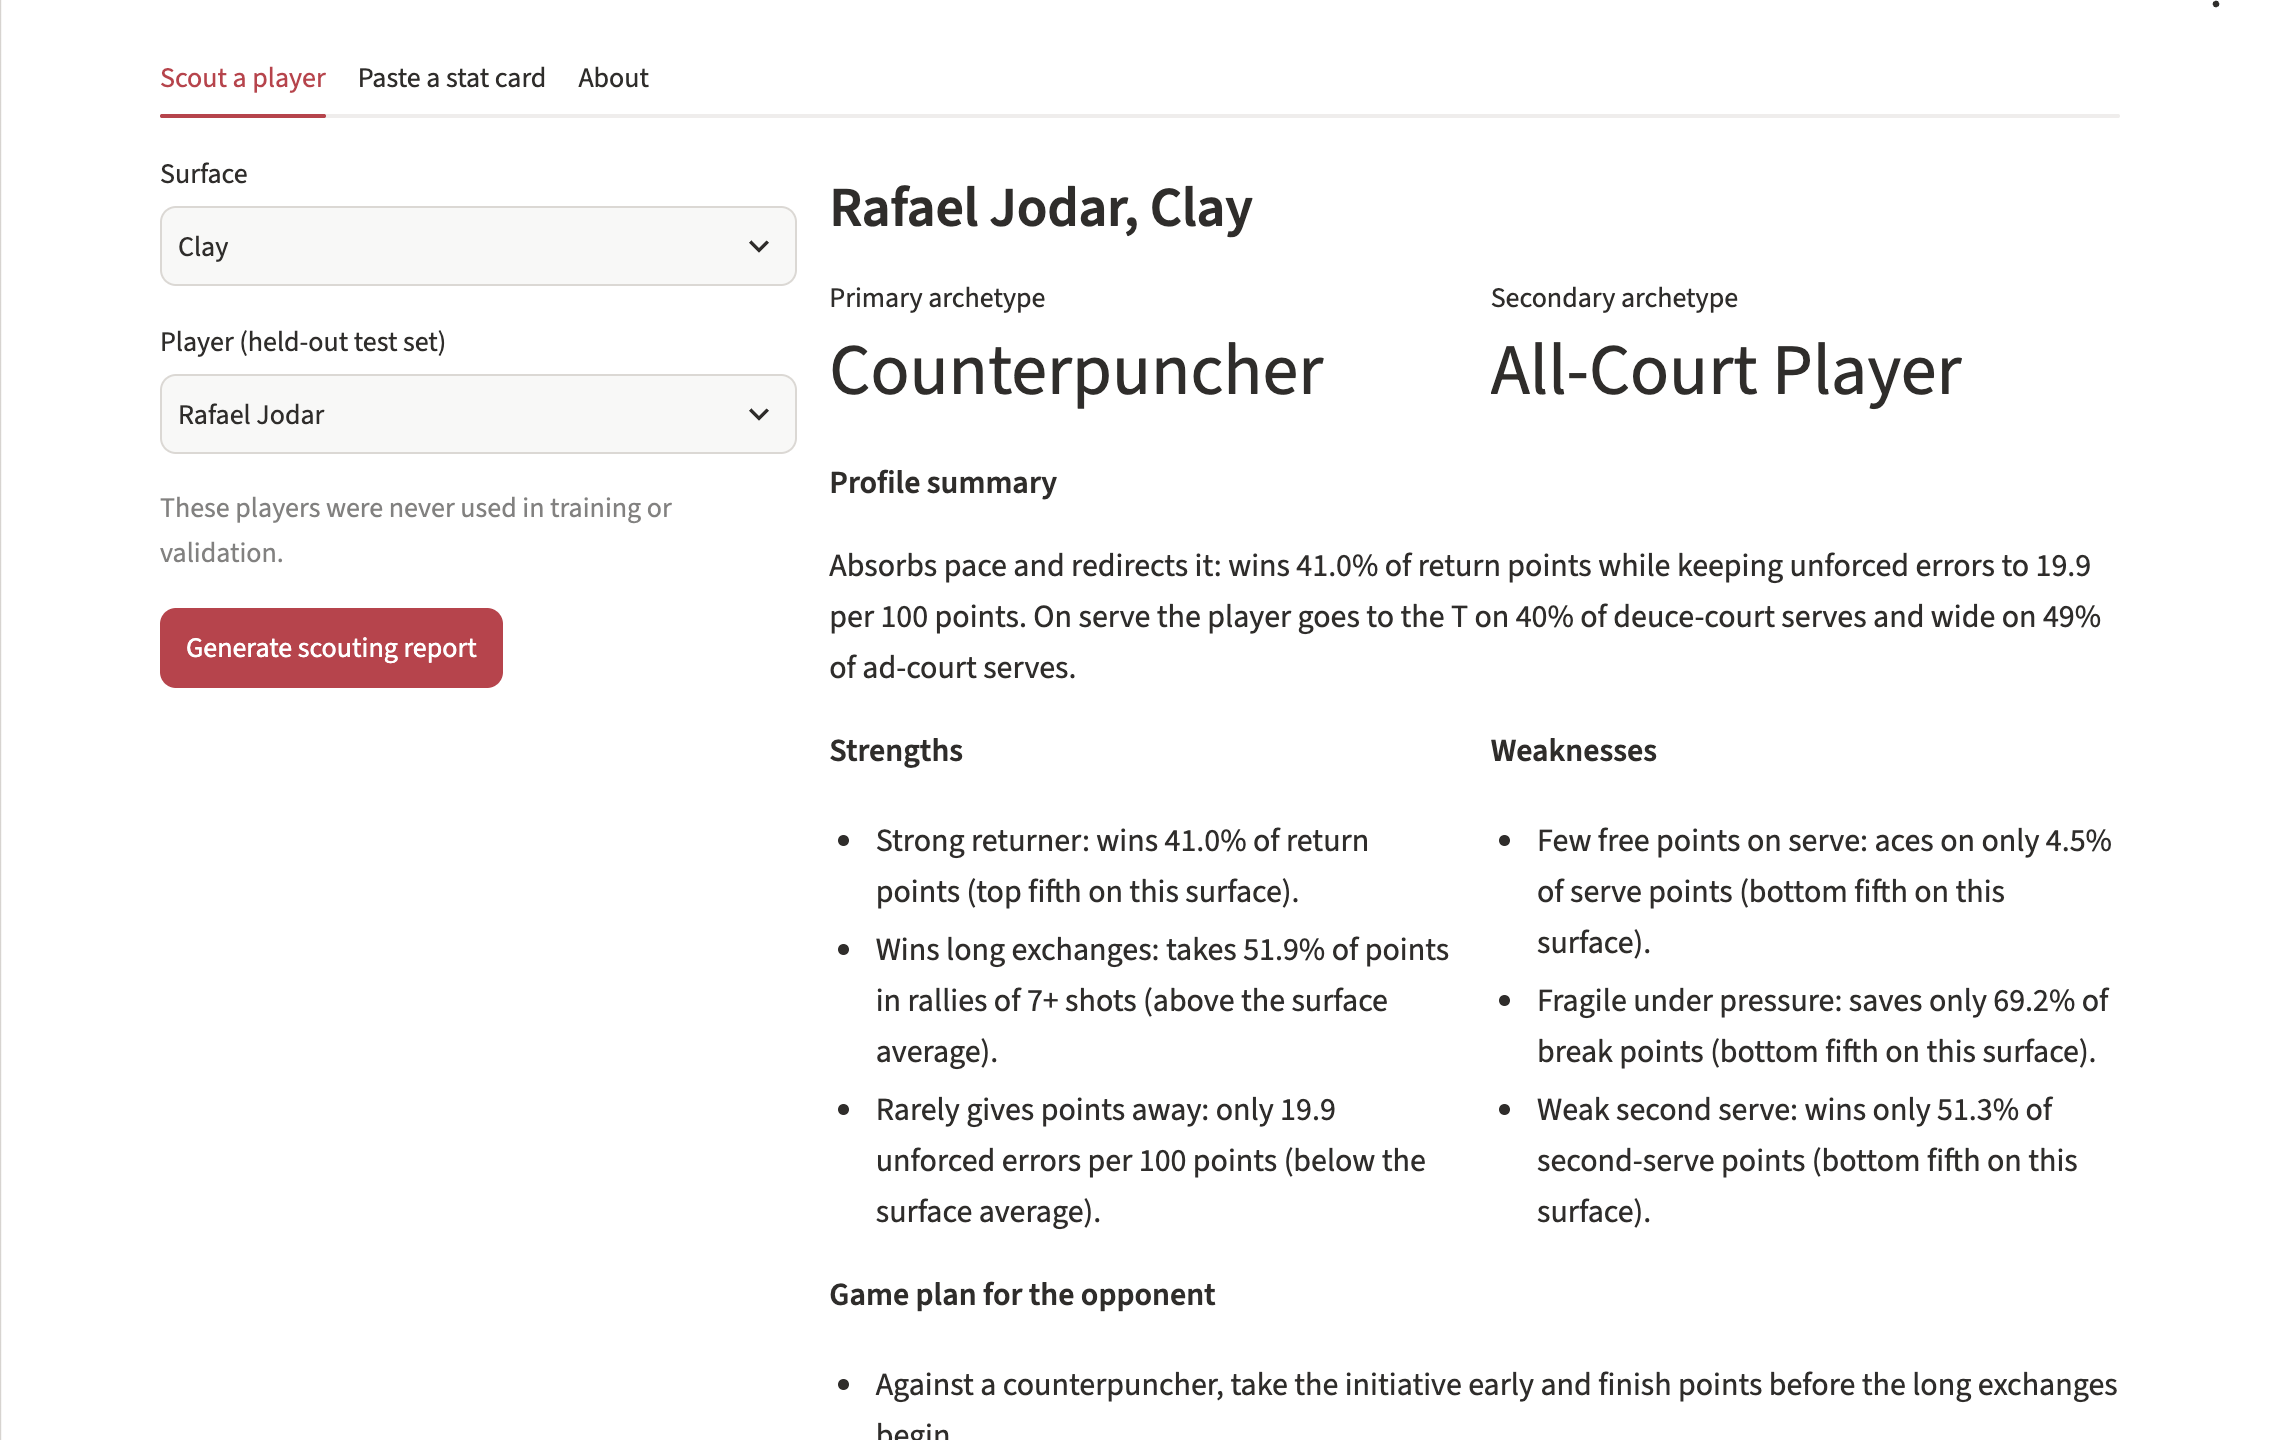 Scout a player
Paste a stat card
About
Surface
Clay
Player (held-out test set)
Rafael Jodar
These players were never used in training or
validation.
Generate scouting report
Rafael Jodar, Clay
Primary archetype
Counterpuncher
Secondary archetype
All-Court Player
Profile summary
Absorbs pace and redirects it: wins 41.0% of return points while keeping unforced errors to 19.9
per 100 points. On serve the player goes to the T on 40% of deuce-court serves and wide on 49%
of ad-court serves.
Strengths
Strong returner: wins 41.0% of return
points (top fifth on this surface).
Wins long exchanges: takes 51.9% of points
in rallies of 7+ shots (above the surface
average).
Rarely gives points away: only 19.9
unforced errors per 100 points (below the
surface average).
Weaknesses
Few free points on serve: aces on only 4.5%
of serve points (bottom fifth on this
surface).
Fragile under pressure: saves only 69.2% of
break points (bottom fifth on this surface).
Weak second serve: wins only 51.3% of
second-serve points (bottom fifth on this
surface).
Game plan for the opponent
Against a counterpuncher, take the initiative early and finish points before the long exchanges
begin.